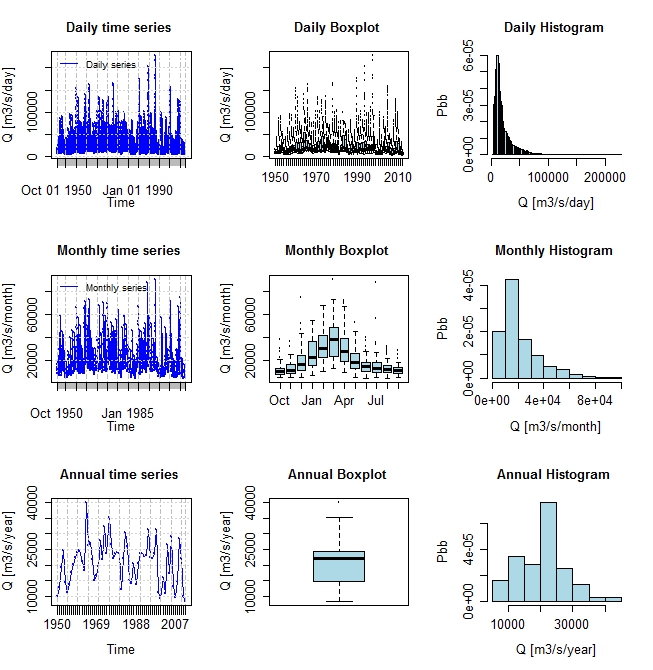 Daily time series
Daily Boxplot
Daily Histogram
Q [m3/s/day]
0
100000
Daily series
Oct 01 1950
Jan 01 1990
Time
Q [m3/s/day]
0
100000
1950
1970
1990
2010
Pbb
0e+00
3e-05
6e-05
0
100000
200000
Q [m3/s/day]
Monthly time series
Monthly Boxplot
Monthly Histogram
Q [m3/s/month]
20000
60000
Monthly series
Oct 1950
Jan 1985
Time
Q [m3/s/month]
20000
60000
Oct
Jan
Apr
Jul
Pbb
0e+00
2e-05
4e-05
0e+00
4e+04
8e+04
Q [m3/s/month]
Annual time series
Annual Boxplot
Annual Histogram
Q [m3/s/year]
10000
25000
40000
1950
1969
1988
2007
Time
Q [m3/s/year]
10000
25000
40000
Pbb
0e+00
4e-05
10000
30000
Q [m3/s/year]